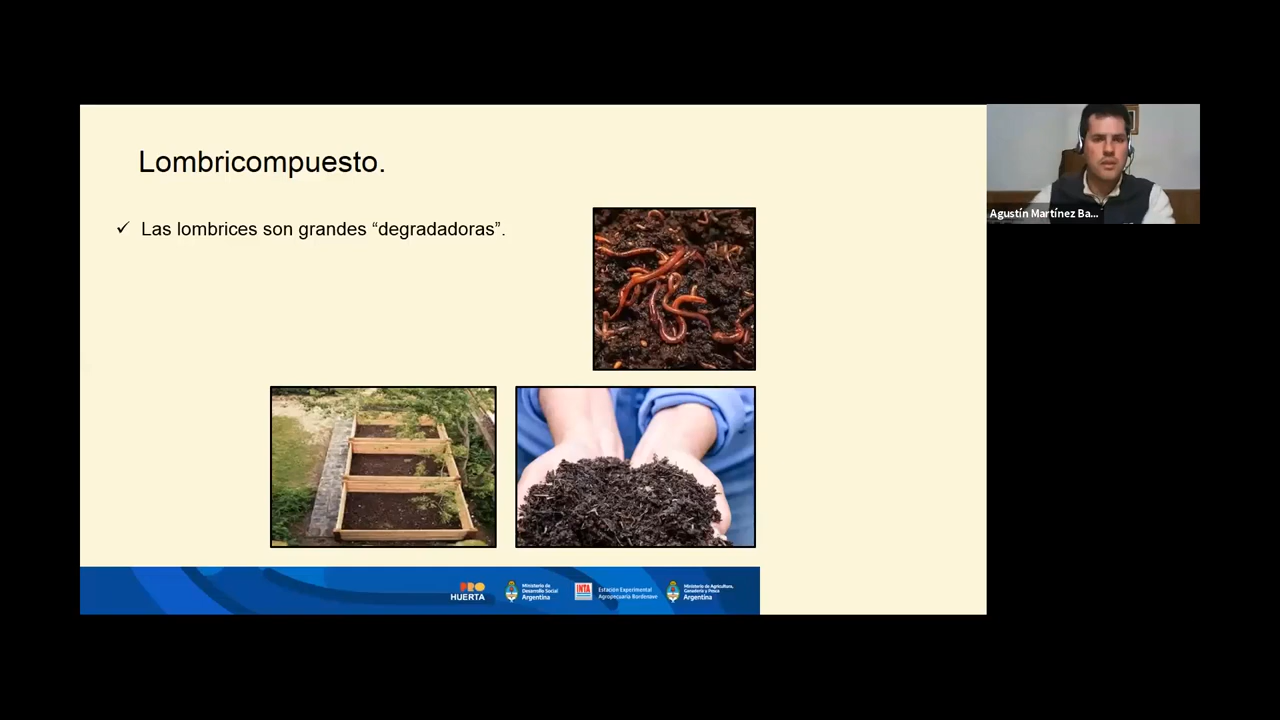 Lombricompuesto.
✓ Las lombrices son grandes “degradadoras”.
Agustín Martínez Ba...
PRO
HUERTA
Ministerio de
Desarrollo Social
Argentina
INTA
Estación Experimental
Agropecuaria Bordenave
Ministerio de Agricultura,
Ganadería y Pesca
Argentina